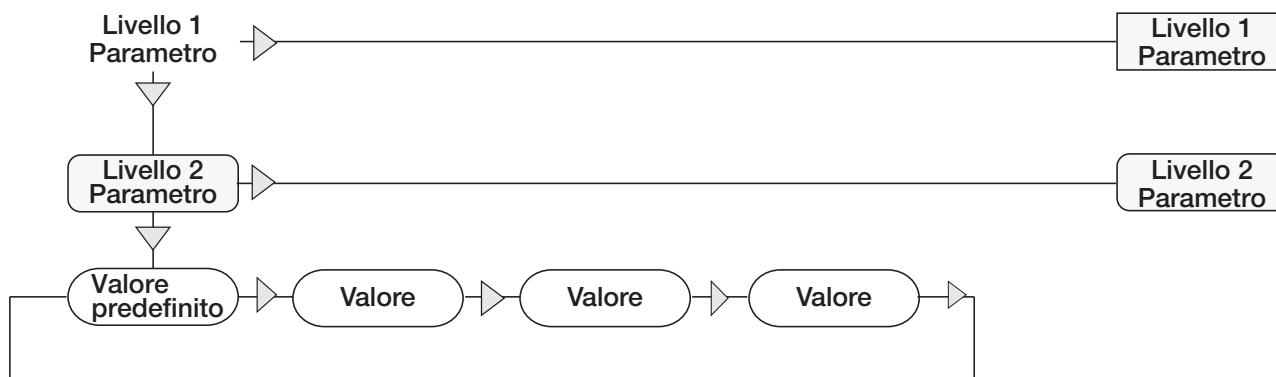 Livello 1
Parametro
Livello 1
Parametro
Livello 2
Parametro
Livello 2
Parametro
Valore
predefinito
Valore
Valore
Valore